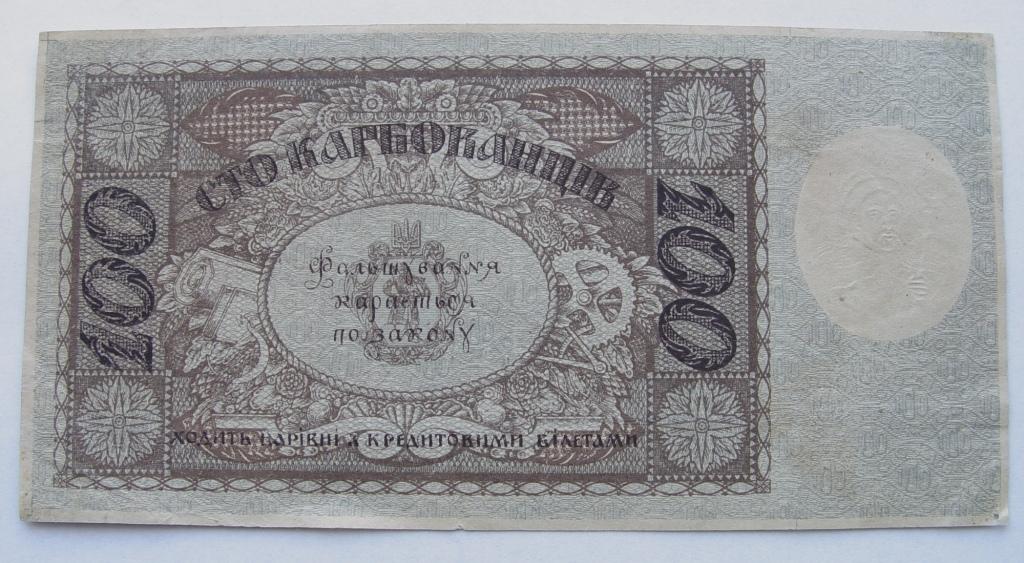 СТО КАРБОВАНЦІВ
100
100
Фальшування
карається
по закону
ХОДИТЬ НАРІВНІ З КРЕДИТОВИМИ БІЛЕТАМИ